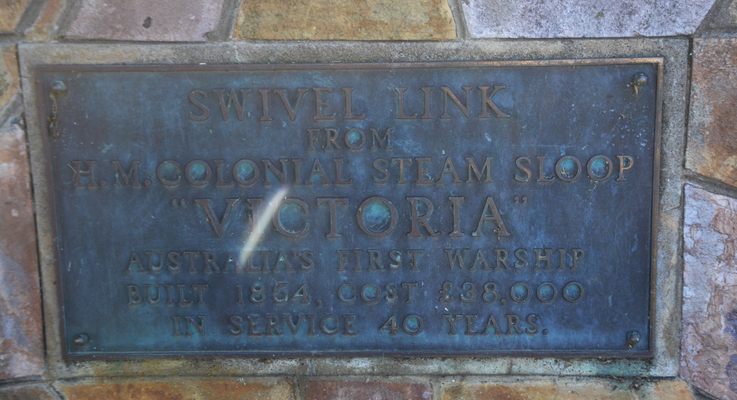 SWIVEL LINK
FROM
H.M. COLONIAL STEAM SLOOP
"VICTORIA"
AUSTRALIA'S FIRST WARSHIP
BUILT 1854, COST £38,000
IN SERVICE 40 YEARS.